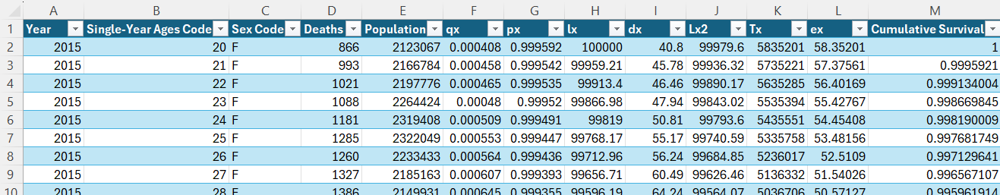 A B C D E F G H I J K L M
1 Year Single-Year Ages Code Sex Code Deaths Population qx px lx dx Lx2 Tx ex Cumulative Survival
2 2015 20 F 866 2123067 0.000408 0.999592 100000 40.8 99979.6 5835201 58.35201 1
3 2015 21 F 993 2166784 0.000458 0.999542 99959.21 45.78 99936.32 5735221 57.37561 0.9995921
4 2015 22 F 1021 2197776 0.000465 0.999535 99913.4 46.46 99890.17 5635285 56.40169 0.999134004
5 2015 23 F 1088 2264424 0.00048 0.99952 99866.98 47.94 99843.02 5535394 55.42767 0.998669845
6 2015 24 F 1181 2319408 0.000509 0.999491 99819 50.81 99793.6 5435551 54.45408 0.998190009
7 2015 25 F 1285 2322049 0.000553 0.999447 99768.17 55.17 99740.59 5335758 53.48156 0.997681749
8 2015 26 F 1260 2233433 0.000564 0.999436 99712.96 56.24 99684.85 5236017 52.5109 0.997129641
9 2015 27 F 1327 2185163 0.000607 0.999393 99656.71 60.49 99626.46 5136332 51.54026 0.996567107
10 2015 28 F 1386 2149931 0.000645 0.999355 99596.19 64.24 99564.07 5036706 50.57127 0.995961914